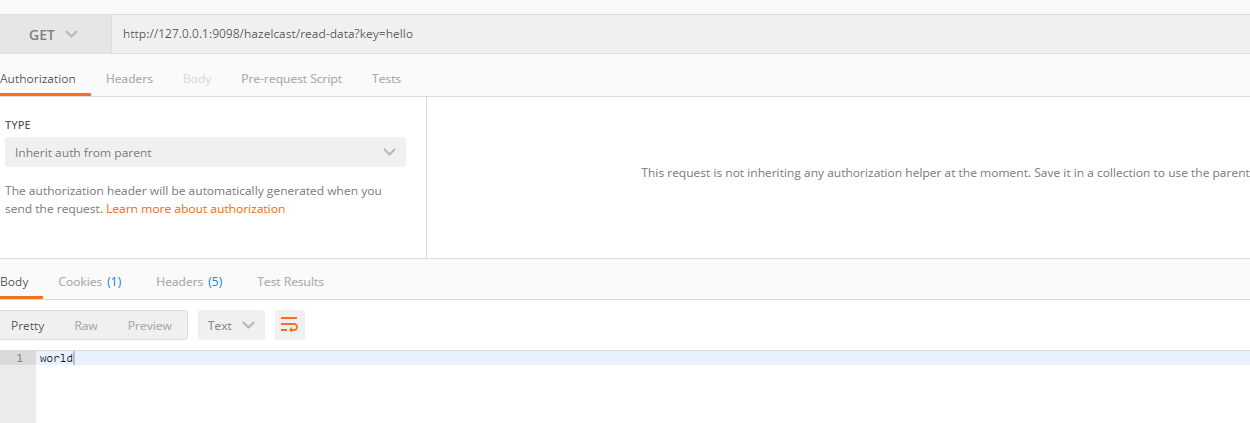 GET http://127.0.0.1:9098/hazelcast/read-data?key=hello
Authorization Headers Body Pre-request Script Tests
TYPE
Inherit auth from parent
The authorization header will be automatically generated when you
send the request. Learn more about authorization
This request is not inheriting any authorization helper at the moment. Save it in a collection to use the parent
Body Cookies (1) Headers (5) Test Results
Pretty Raw Preview Text
1 world